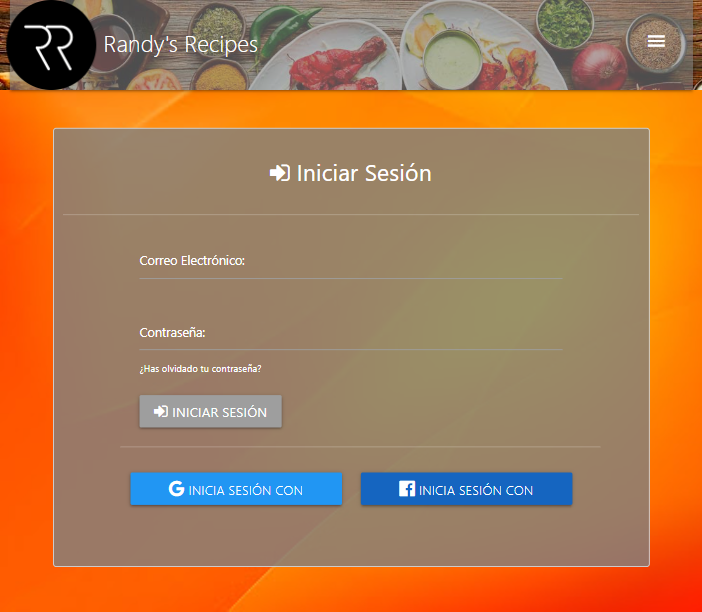 RR
Randy's Recipes
Iniciar Sesión
Correo Electrónico:
Contraseña:
¿Has olvidado tu contraseña?
INICIAR SESIÓN
G INICIA SESIÓN CON
f INICIA SESIÓN CON